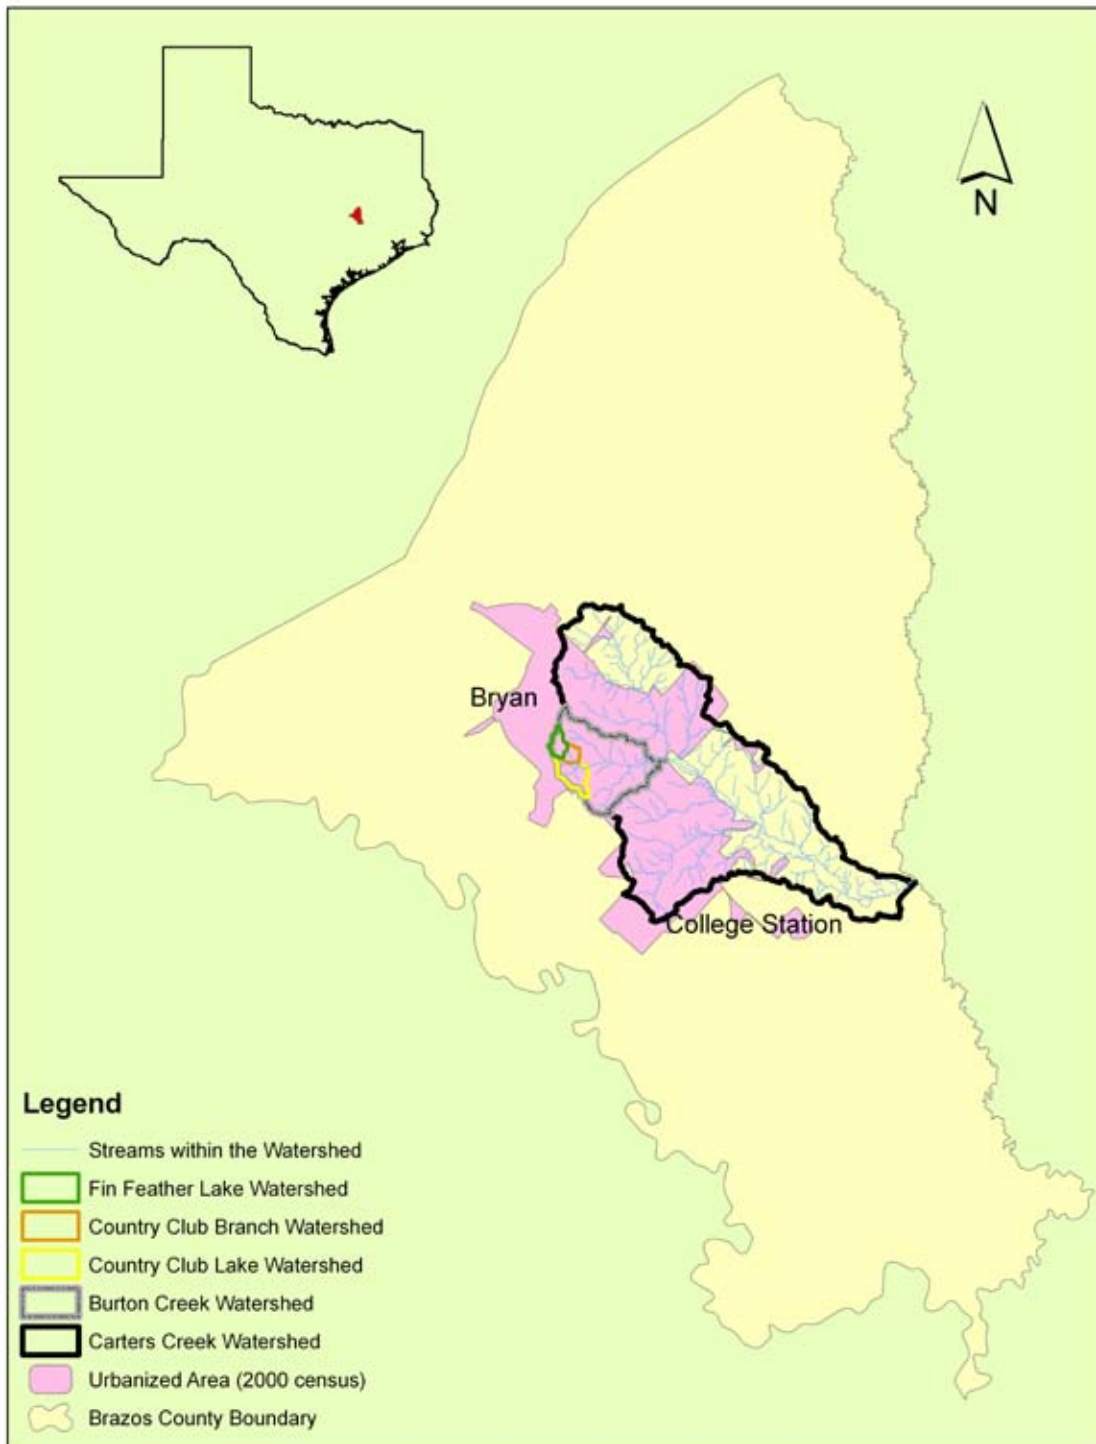 N
Bryan
College Station
Legend
Streams within the Watershed
Fin Feather Lake Watershed
Country Club Branch Watershed
Country Club Lake Watershed
Burton Creek Watershed
Carters Creek Watershed
Urbanized Area (2000 census)
Brazos County Boundary